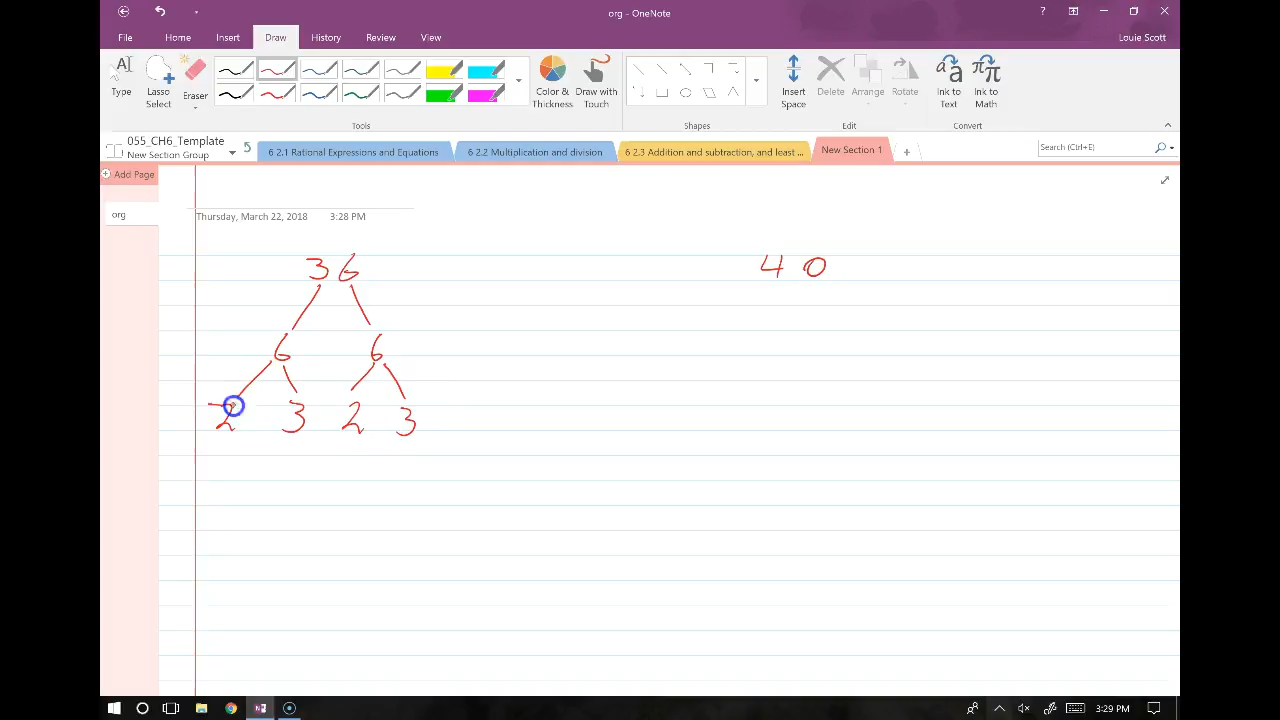 org - OneNote
?
File Home Insert Draw History Review View
Louie Scott
Type
Lasso Select
Eraser
Color & Thickness
Draw with Touch
Insert Space
Delete
Arrange
Rotate
Ink to Text
Ink to Math
Tools
Shapes
Edit
Convert
055_CH6_Template
New Section Group
6 2.1 Rational Expressions and Equations
6 2.2 Multiplication and division
6 2.3 Addition and subtraction, and least ...
New Section 1
Search (Ctrl+E)
Add Page
org
Thursday, March 22, 2018 3:28 PM
36 40
6 6
2 3 2 3
3:29 PM